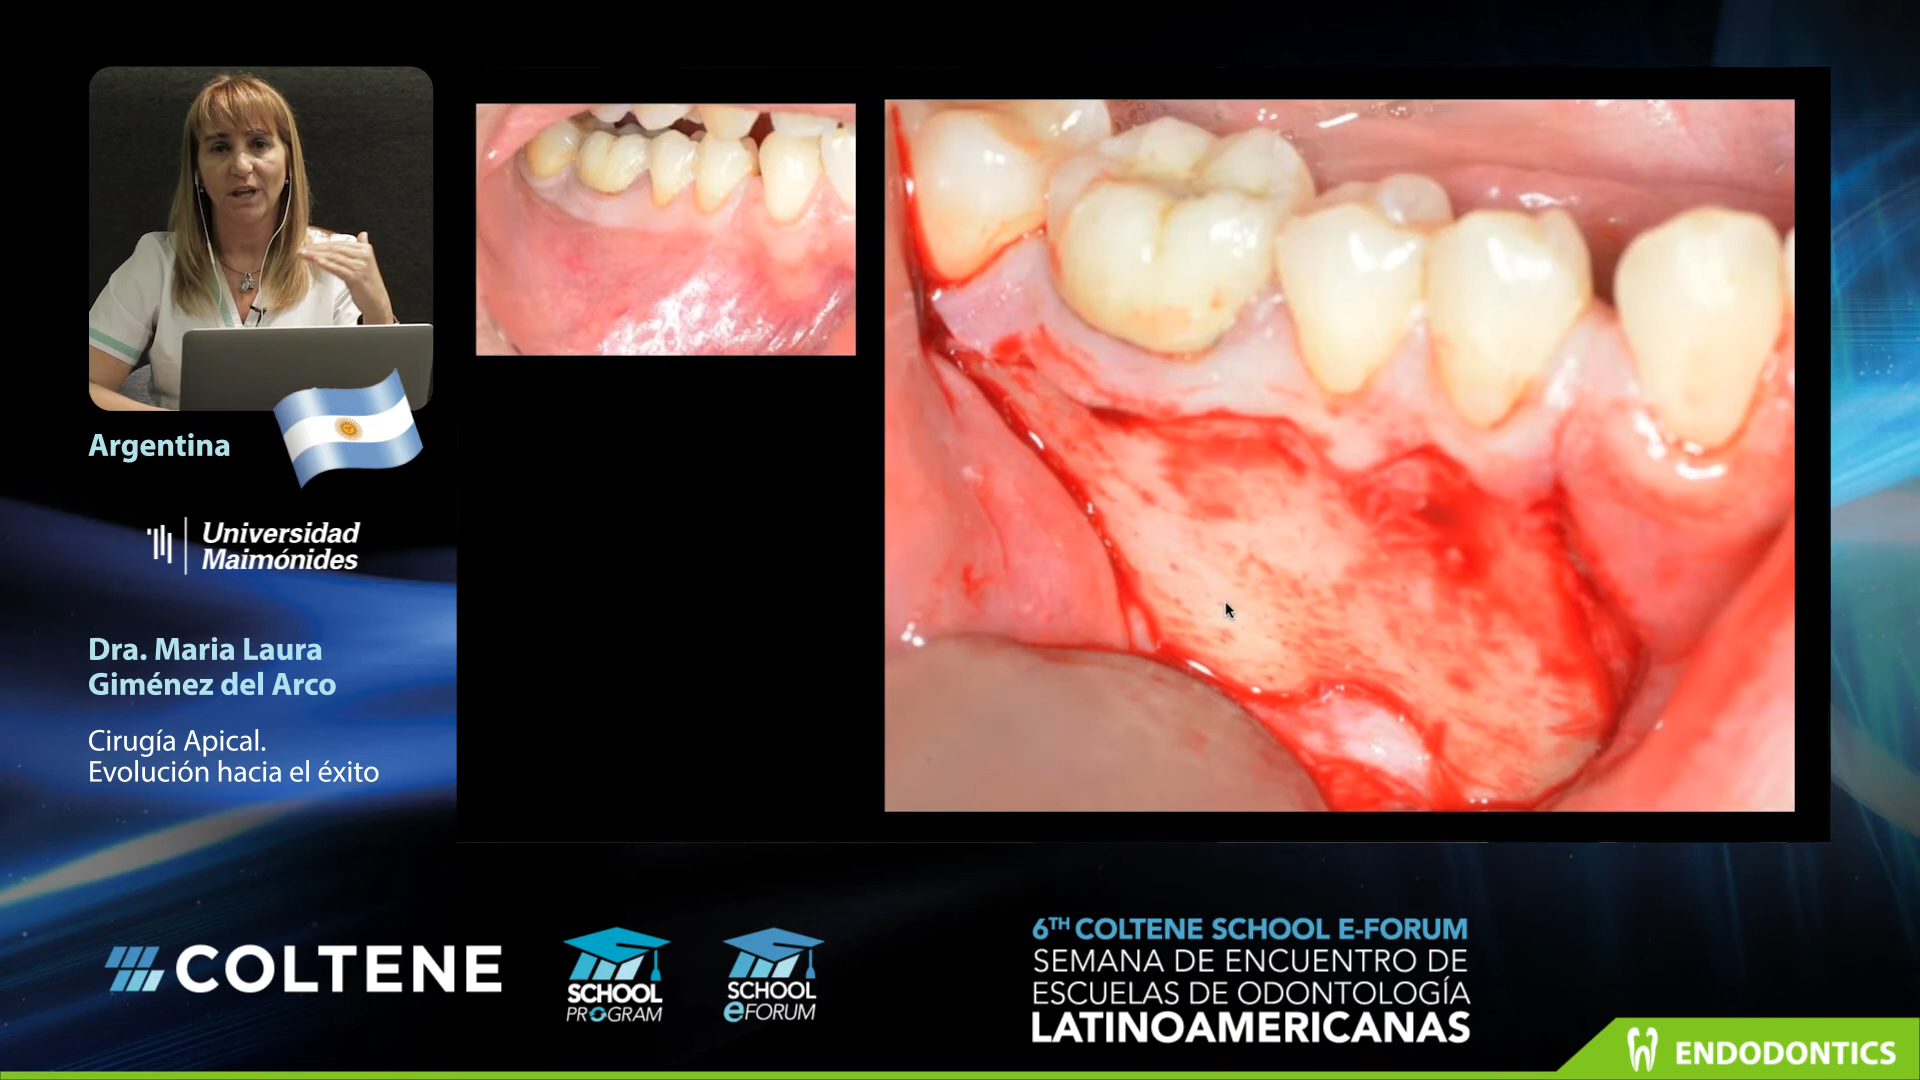 Argentina
Universidad
Maimónides
Dra. Maria Laura
Giménez del Arco
Cirugía Apical.
Evolución hacia el éxito
COLTENE
SCHOOL
PROGRAM
SCHOOL
eFORUM
6TH COLTENE SCHOOL E-FORUM
SEMANA DE ENCUENTRO DE
ESCUELAS DE ODONTOLOGÍA
LATINOAMERICANAS
ENDODONTICS